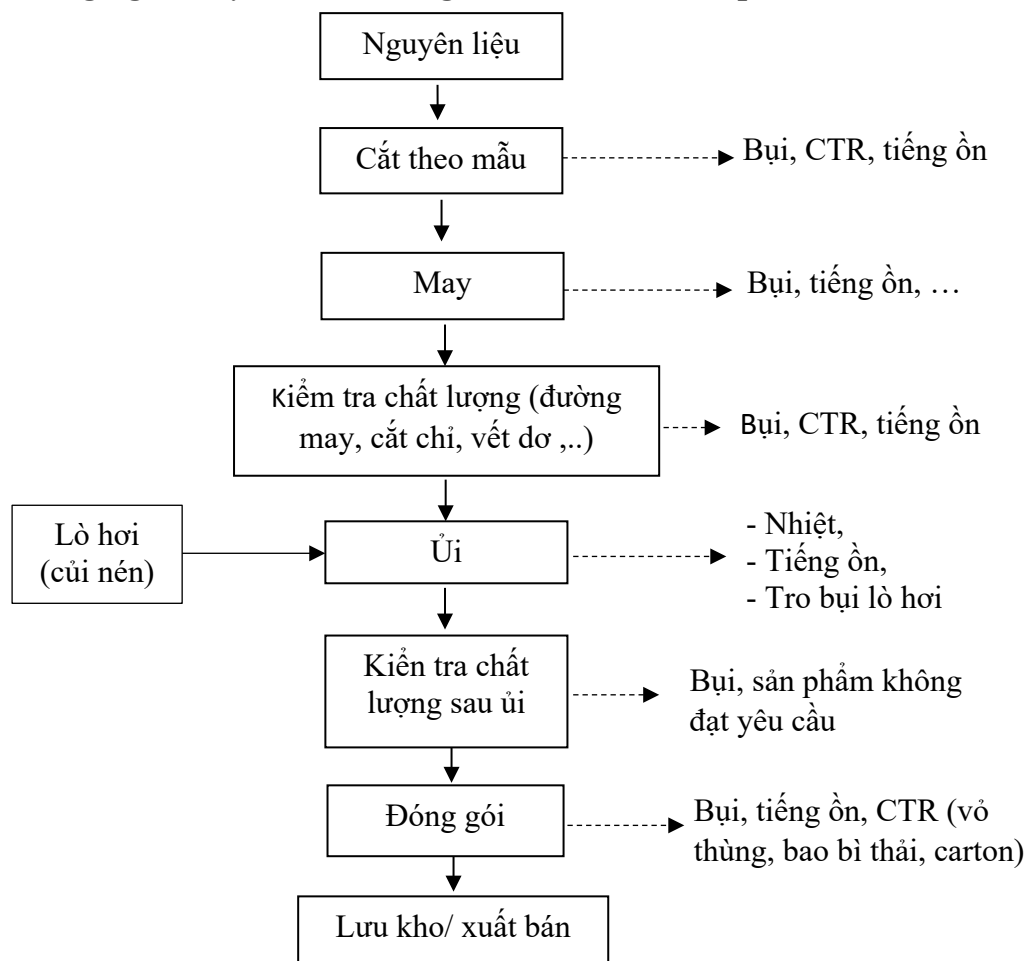 Nguyên liệu
Cắt theo mẫu
Bụi, CTR, tiếng ồn
May
Bụi, tiếng ồn, …
Kiểm tra chất lượng (đường
may, cắt chỉ, vết dơ ,..)
Bụi, CTR, tiếng ồn
Lò hơi
(củi nén)
Ủi
- Nhiệt,
- Tiếng ồn,
- Tro bụi lò hơi
Kiển tra chất
lượng sau ủi
Bụi, sản phẩm không
đạt yêu cầu
Đóng gói
Bụi, tiếng ồn, CTR (vỏ
thùng, bao bì thải, carton)
Lưu kho/ xuất bán